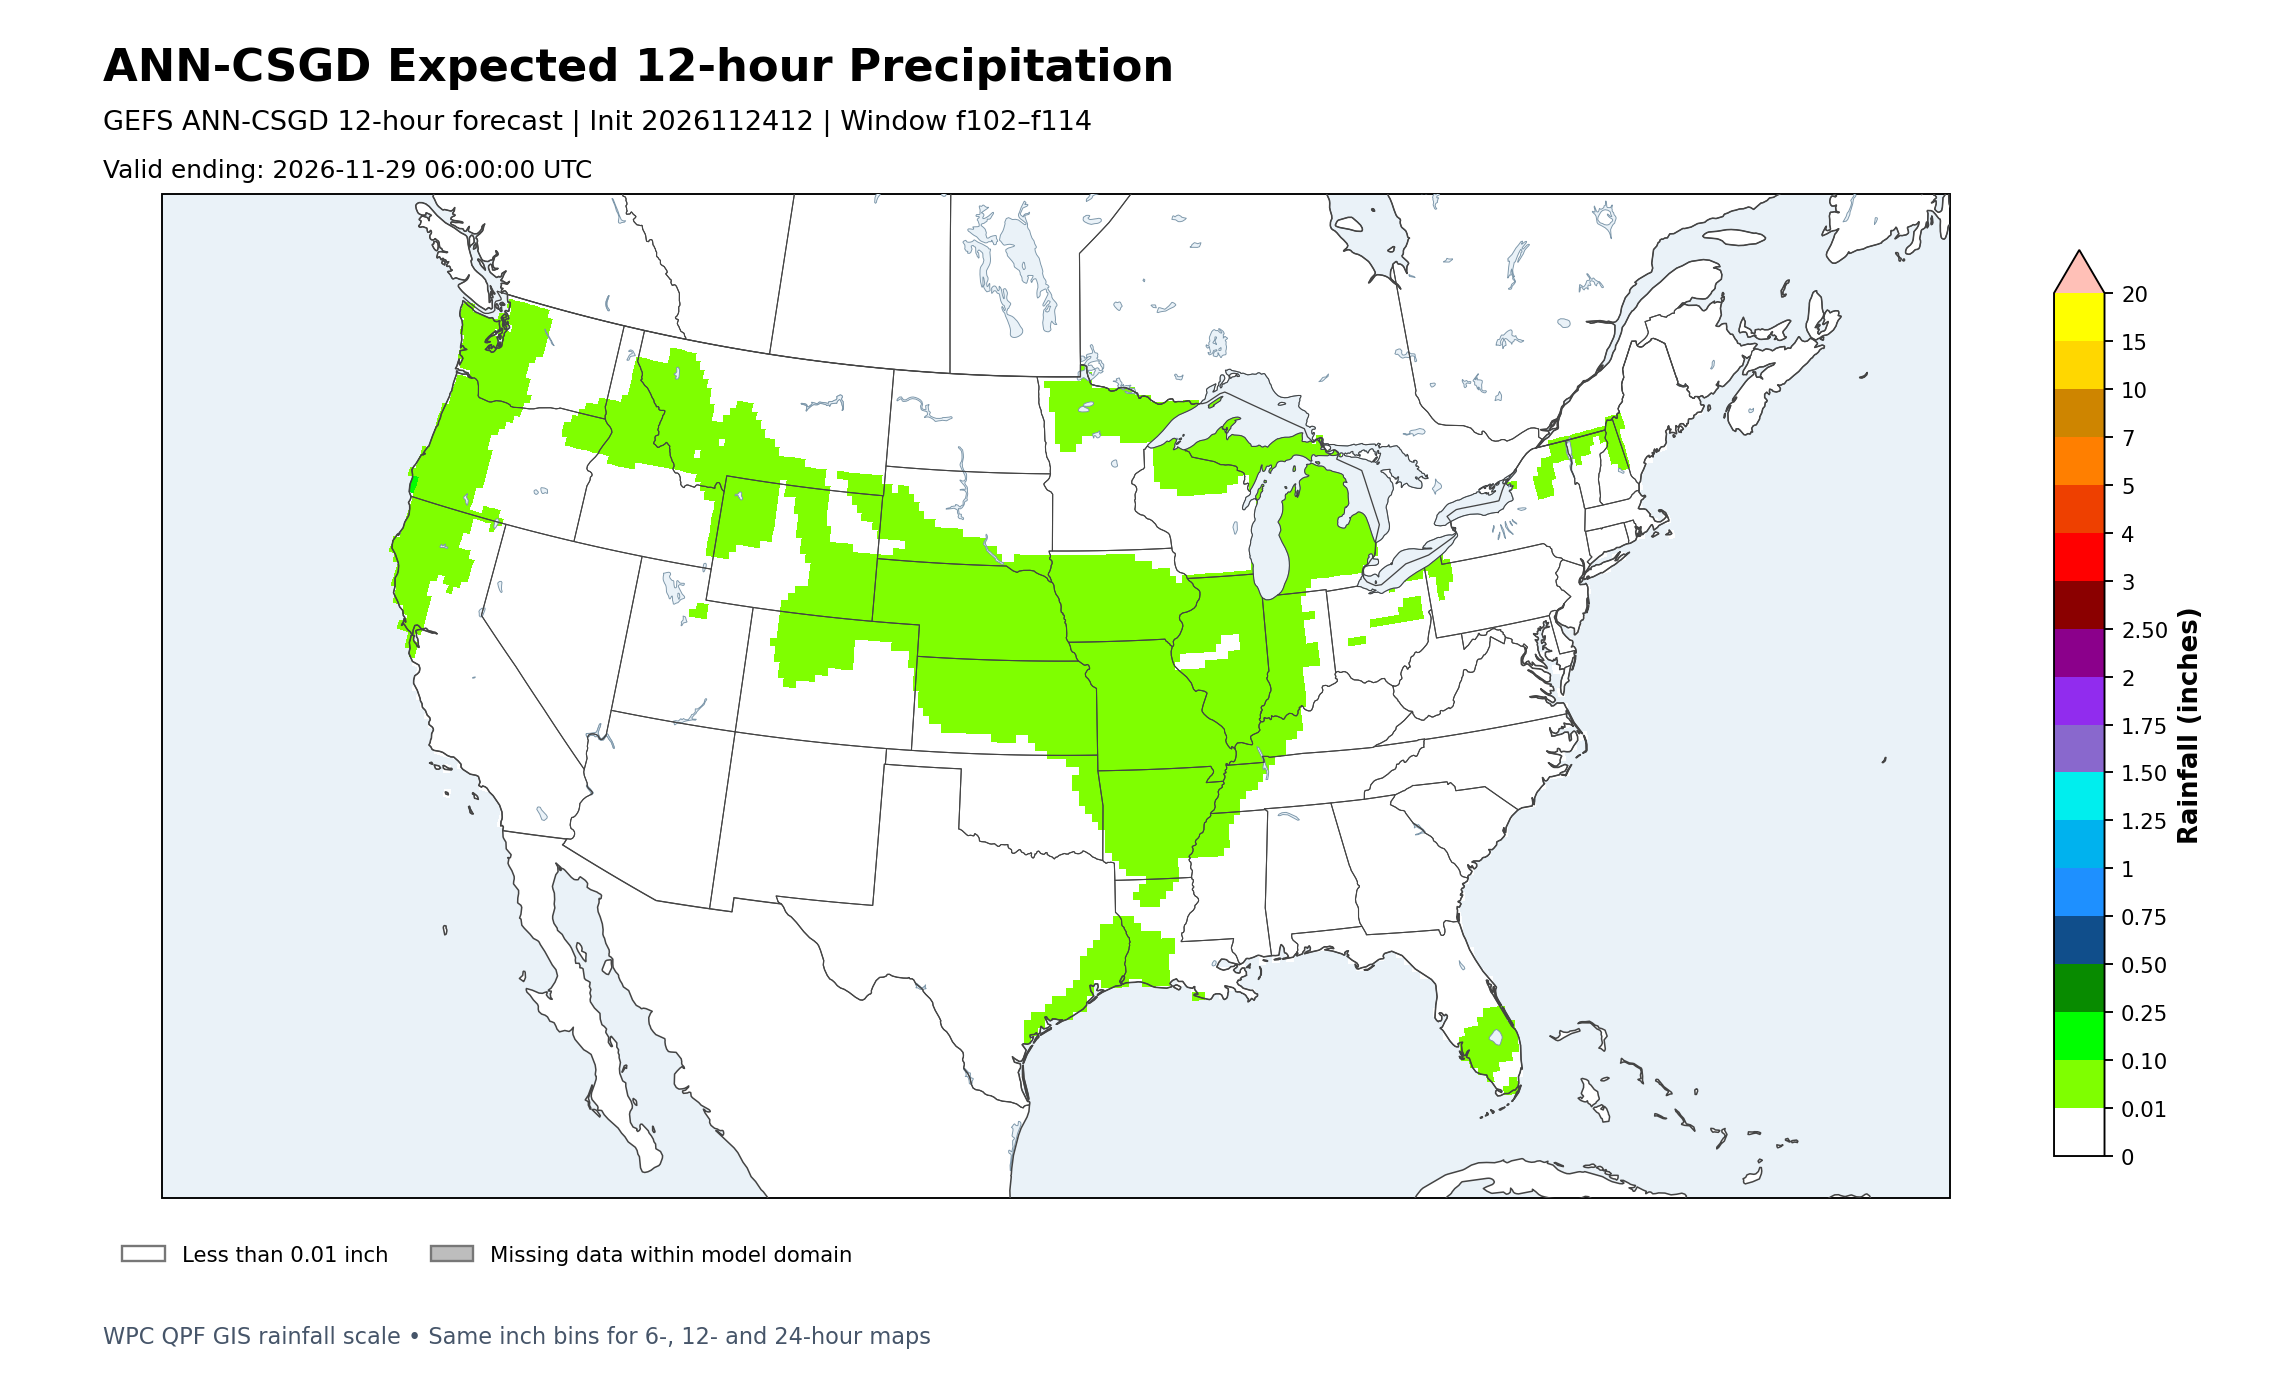 ANN-CSGD Expected 12-hour Precipitation
GEFS ANN-CSGD 12-hour forecast | Init 2026112412 | Window f102–f114
Valid ending: 2026-11-29 06:00:00 UTC
20
15
10
7
5
4
3
2.50
2
1.75
1.50
1.25
1
0.75
0.50
0.25
0.10
0.01
0
Rainfall (inches)
Less than 0.01 inch
Missing data within model domain
WPC QPF GIS rainfall scale • Same inch bins for 6-, 12- and 24-hour maps